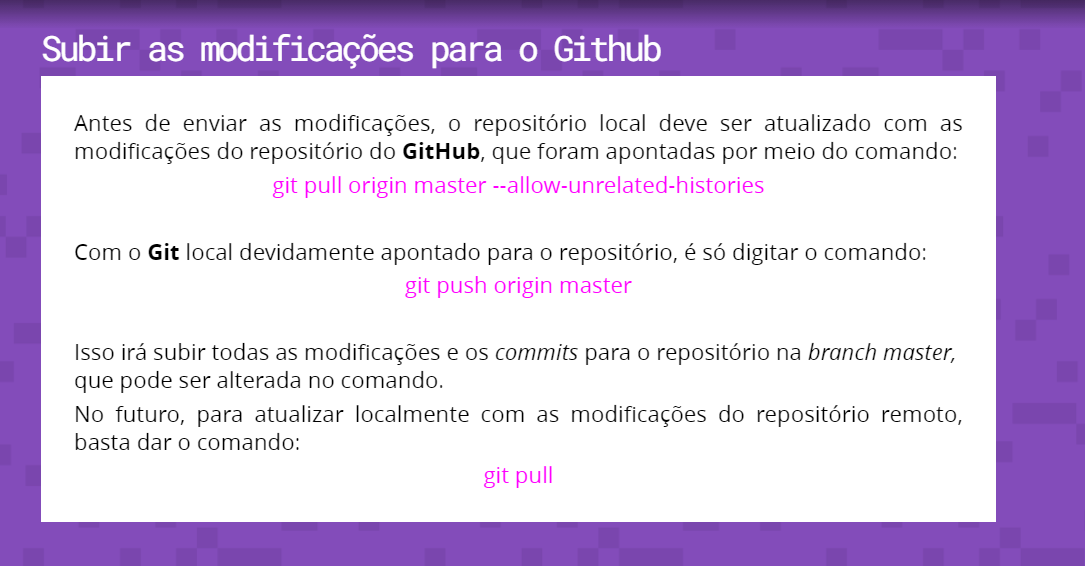 Subir as modificações para o Github
Antes de enviar as modificações, o repositório local deve ser atualizado com as
modificações do repositório do GitHub, que foram apontadas por meio do comando:
git pull origin master --allow-unrelated-histories
Com o Git local devidamente apontado para o repositório, é só digitar o comando:
git push origin master
Isso irá subir todas as modificações e os commits para o repositório na branch master,
que pode ser alterada no comando.
No futuro, para atualizar localmente com as modificações do repositório remoto,
basta dar o comando:
git pull